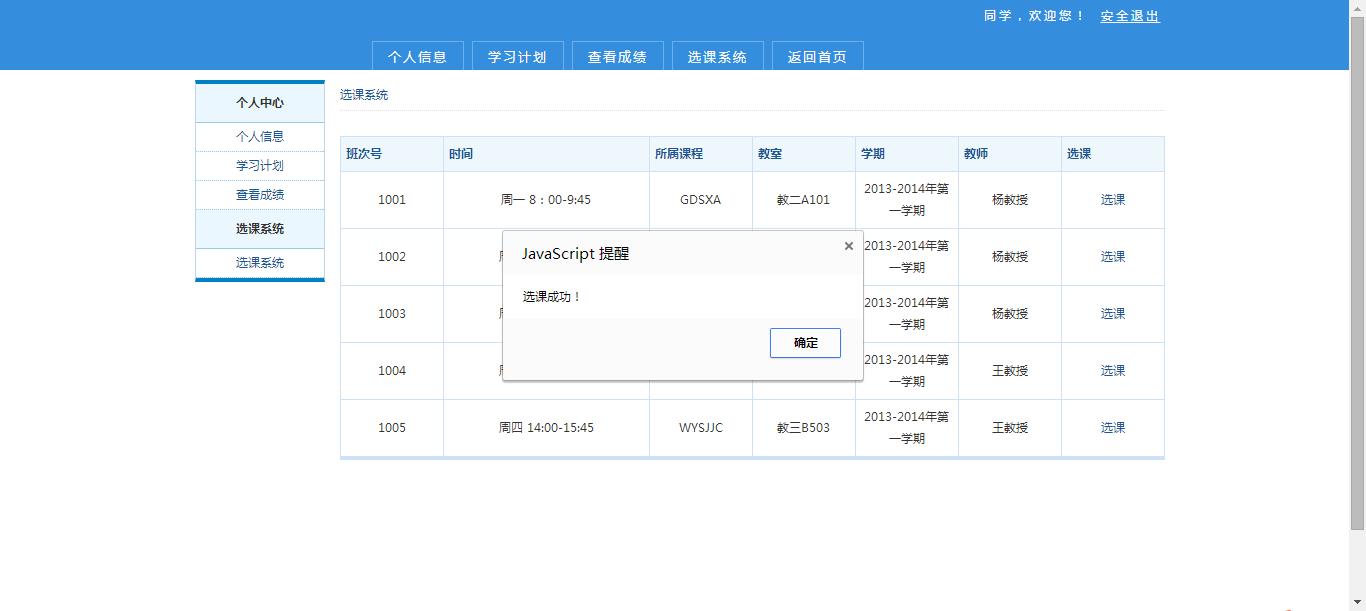 同学，欢迎您！ 安全退出
个人信息 学习计划 查看成绩 选课系统 返回首页
个人中心
个人信息
学习计划
查看成绩
选课系统
选课系统
选课系统
班次号 时间 所属课程 教室 学期 教师 选课
1001 周一 8：00-9:45 GDSXA 教二A101 2013-2014年第一学期 杨教授 选课
1002 2013-2014年第一学期 杨教授 选课
1003 2013-2014年第一学期 杨教授 选课
1004 2013-2014年第一学期 王教授 选课
1005 周四 14:00-15:45 WYSJJC 教三B503 2013-2014年第一学期 王教授 选课
JavaScript 提醒
选课成功！
确定